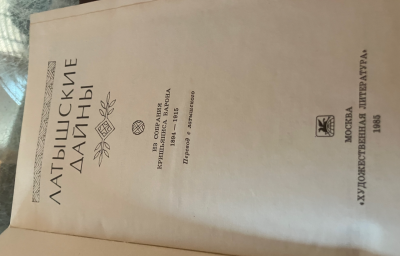 ЛАТЫШСКИЕ
ДАЙНЫ
ИЗ СОБРАНИЯ
КРИШЬЯНИСА БАРОНА
1894—1915
Перевод с латышского
МОСКВА
«ХУДОЖЕСТВЕННАЯ ЛИТЕРАТУРА»
1985